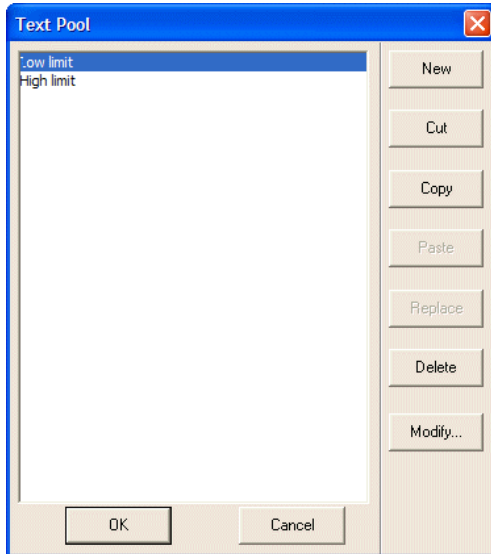 Text Pool
Low limit
High limit
New
Cut
Copy
Paste
Replace
Delete
Modify...
OK
Cancel